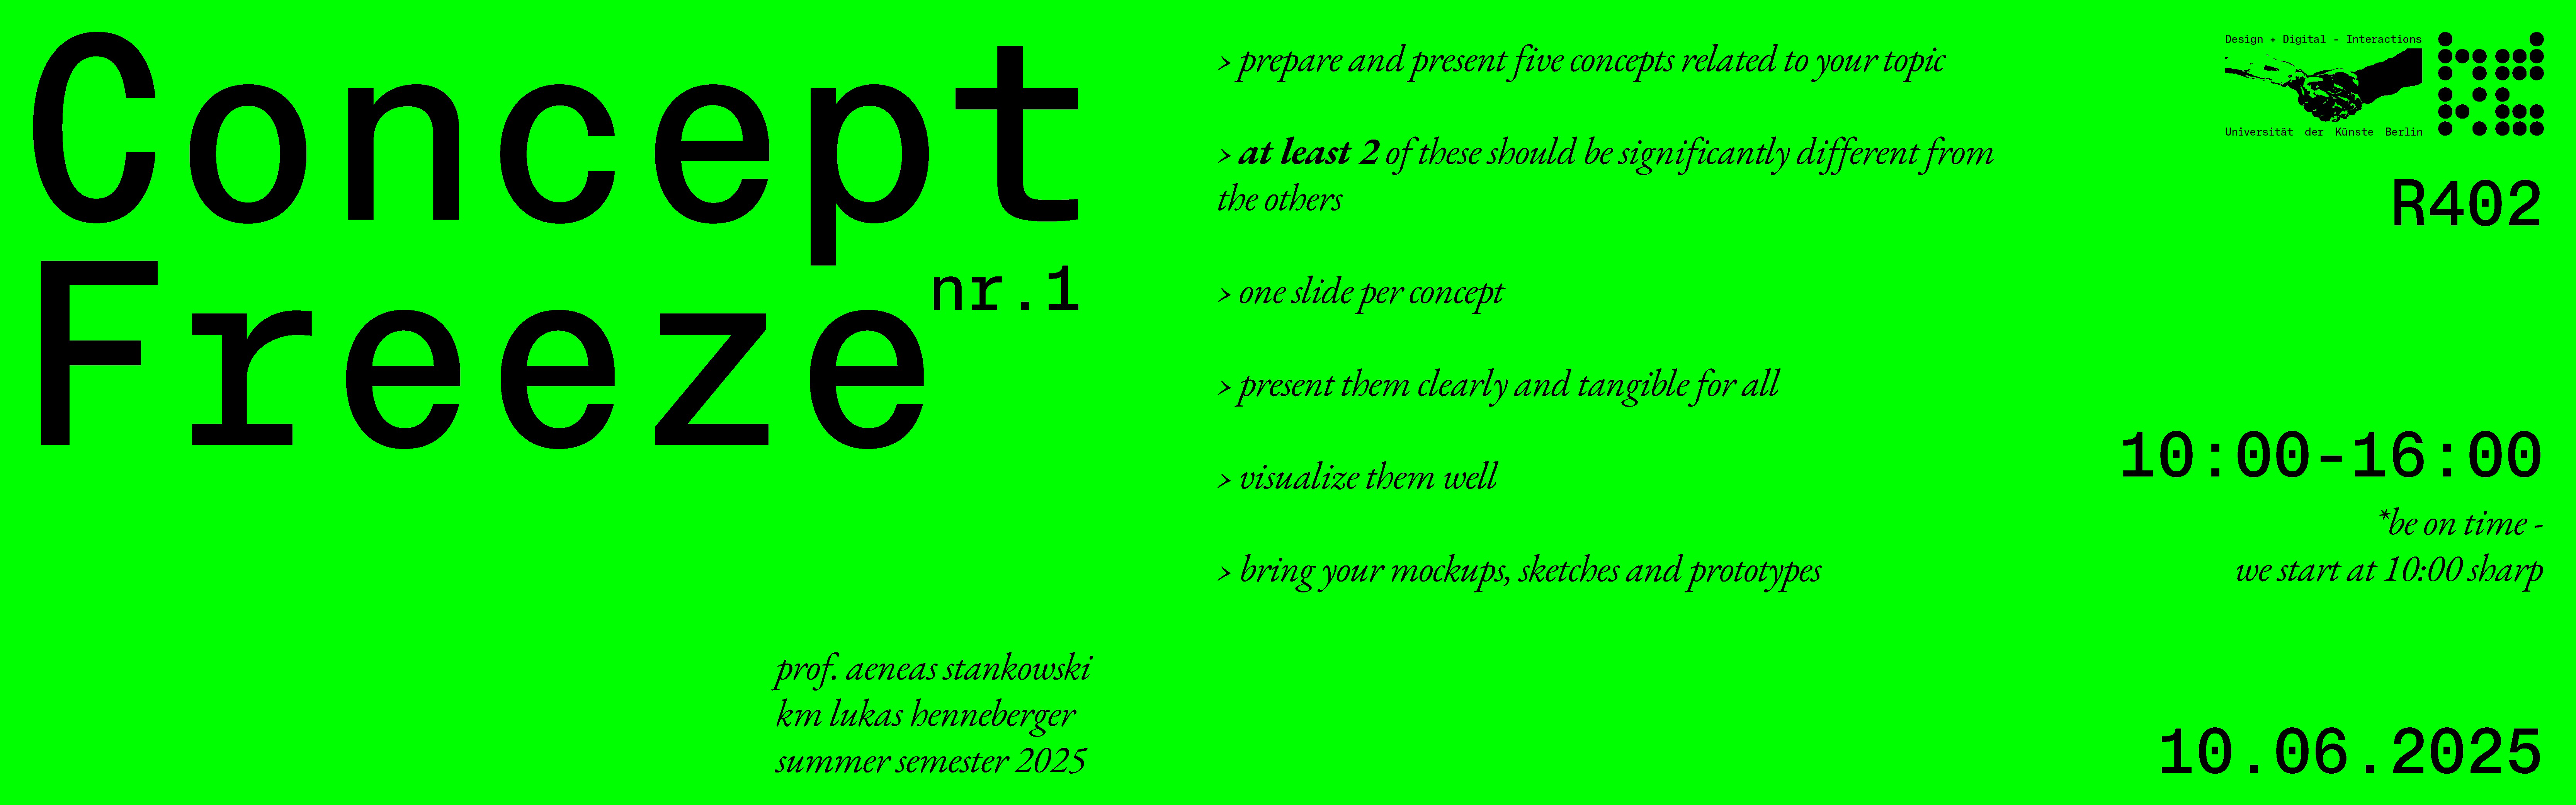 Concept
Freeze
nr.1
prof. aeneas stankowski
km lukas henneberger
summer semester 2025
> prepare and present five concepts related to your topic
> at least 2 of these should be significantly different from
the others
> one slide per concept
> present them clearly and tangible for all
> visualize them well
> bring your mockups, sketches and prototypes
Design + Digital - Interactions
Universität der Künste Berlin
R402
10:00-16:00
*be on time -
we start at 10:00 sharp
10.06.2025